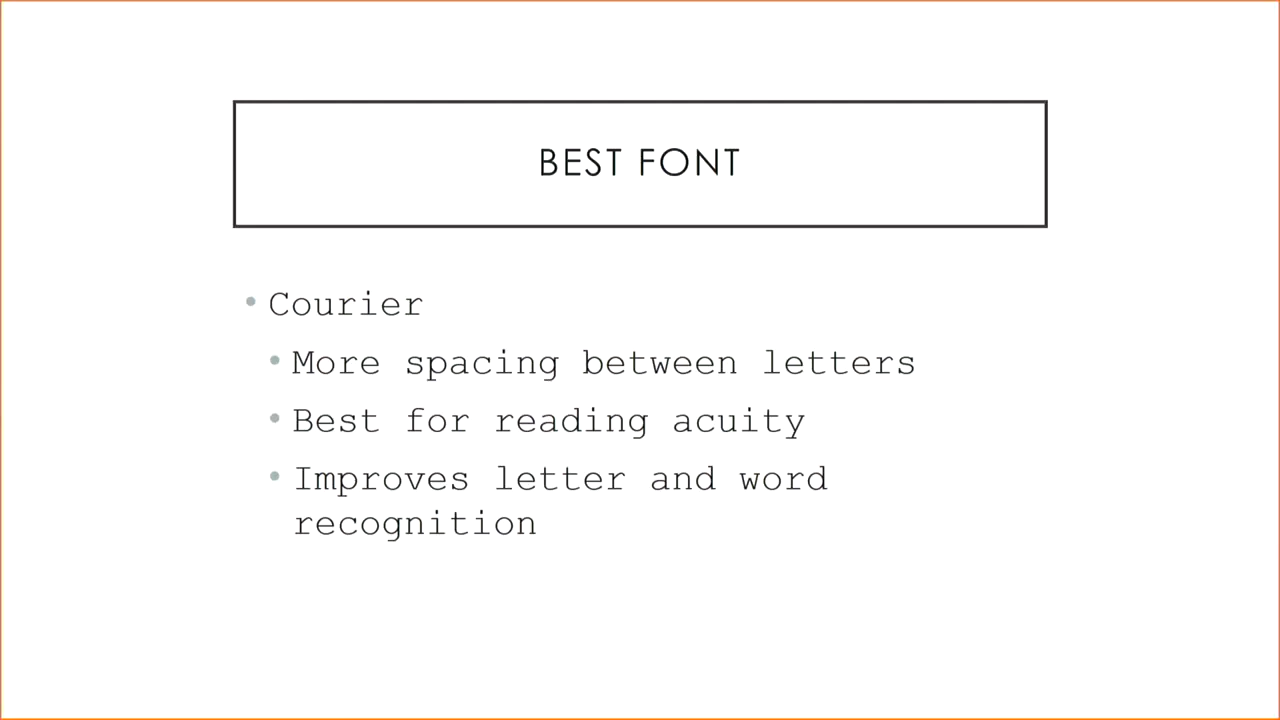 BEST FONT
• Courier
• More spacing between letters
• Best for reading acuity
• Improves letter and word
recognition